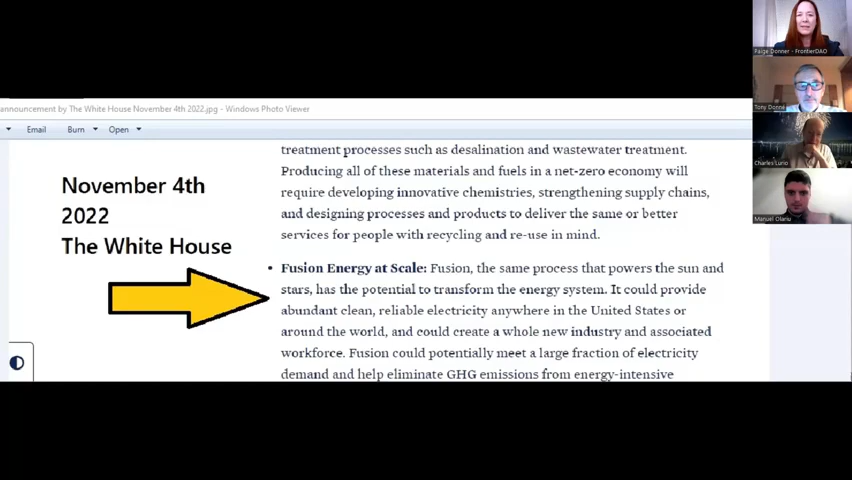 announcement by The White House November 4th 2022.jpg - Windows Photo Viewer
Email Burn Open
November 4th
2022
The White House
treatment processes such as desalination and wastewater treatment.
Producing all of these materials and fuels in a net-zero economy will
require developing innovative chemistries, strengthening supply chains,
and designing processes and products to deliver the same or better
services for people with recycling and re-use in mind.
• Fusion Energy at Scale: Fusion, the same process that powers the sun and
stars, has the potential to transform the energy system. It could provide
abundant clean, reliable electricity anywhere in the United States or
around the world, and could create a whole new industry and associated
workforce. Fusion could potentially meet a large fraction of electricity
demand and help eliminate GHG emissions from energy-intensive
Paige Donner - FrontierDAO
Tony Donné
Charles Lurio
Manuel Olariu